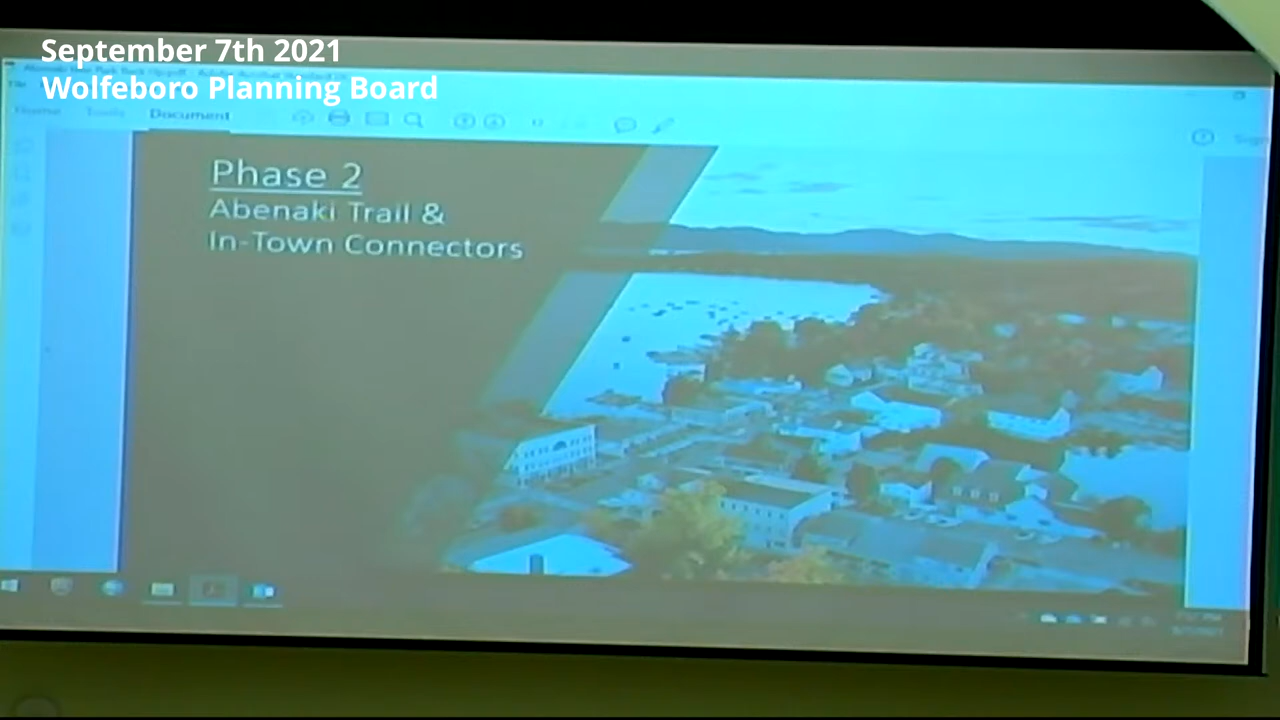 September 7th 2021
Wolfeboro Planning Board
Home Tools Document
Phase 2
Abenaki Trail &
In-Town Connectors